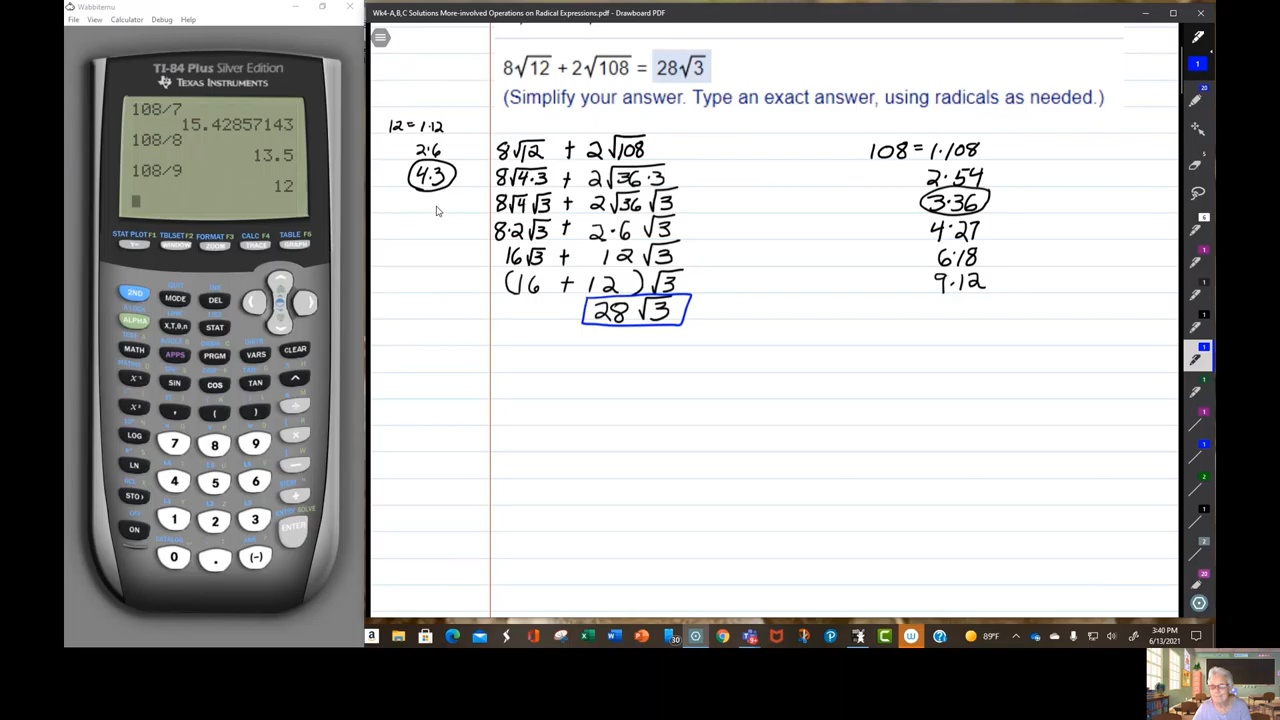 Wabbitemu
File View Calculator Debug Help
TI-84 Plus Silver Edition
TEXAS INSTRUMENTS
108/7
15.42857143
108/8
13.5
108/9
12
STAT PLOT F1 TBLSET F2 FORMAT F3 CALC F4 TABLE F5
Y= WINDOW ZOOM TRACE GRAPH
2ND MODE DEL
ALPHA X,T,θ,n STAT
MATH APPS PRGM VARS CLEAR
SIN COS TAN ^
x² , ( ) ÷
LOG 7 8 9 ×
LN 4 5 6 −
STO› 1 2 3 +
ON 0 . (-) ENTER
Wk4-A,B,C Solutions More-involved Operations on Radical Expressions.pdf - Drawboard PDF
8√12 + 2√108 = 28√3
(Simplify your answer. Type an exact answer, using radicals as needed.)
12 = 1·12
2·6
4·3
8√12 + 2√108
8√4·3 + 2√36·3
8√4 √3 + 2√36 √3
8·2√3 + 2·6 √3
16√3 + 12 √3
(16 + 12 ) √3
28 √3
108 = 1·108
2·54
3·36
4·27
6·18
9·12
89°F
3:40 PM
6/13/2021